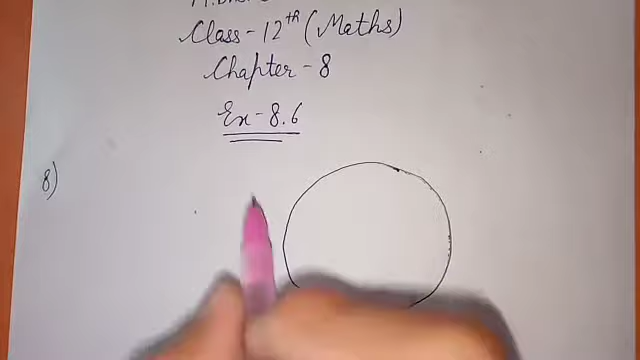 Class - 12th (Maths)
Chapter - 8
Ex - 8.6
8)